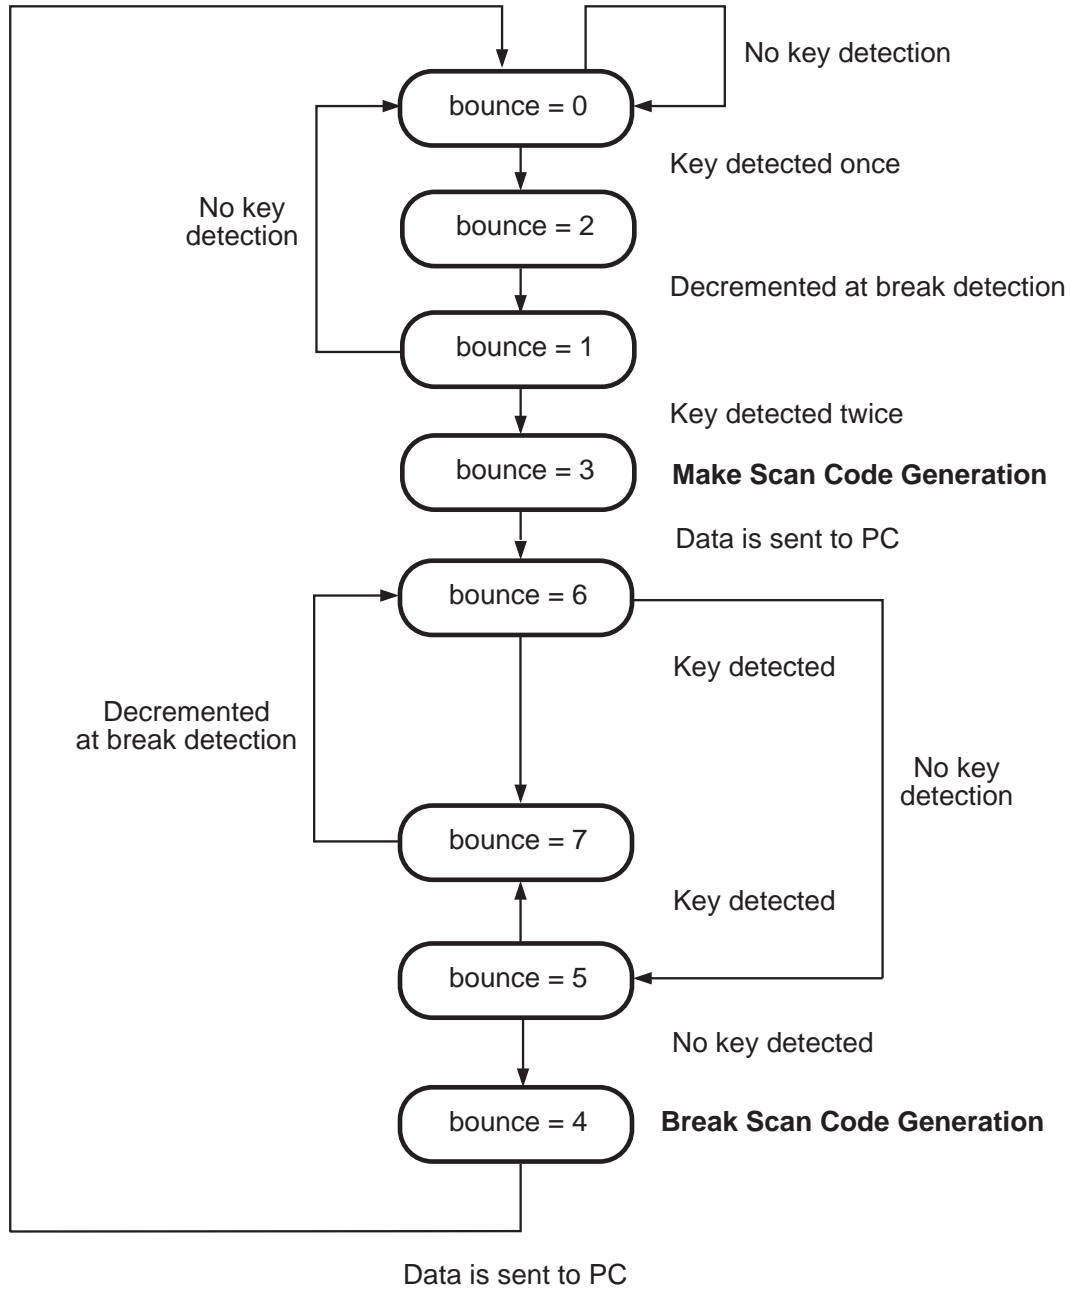 No key detection
bounce = 0
Key detected once
No key
detection
bounce = 2
Decremented at break detection
bounce = 1
Key detected twice
bounce = 3
Make Scan Code Generation
Data is sent to PC
bounce = 6
Key detected
Decremented
at break detection
No key
detection
bounce = 7
Key detected
bounce = 5
No key detected
bounce = 4
Break Scan Code Generation
Data is sent to PC